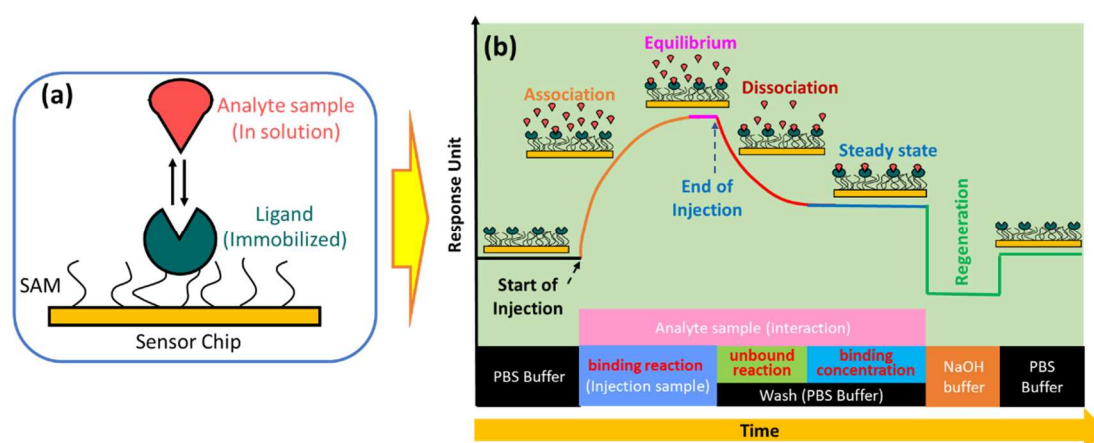 (a)
Analyte sample
(In solution)
Ligand
(Immobilized)
SAM
Sensor Chip
(b)
Response Unit
Equilibrium
Association
Dissociation
Steady state
End of
Injection
Start of
Injection
Regeneration
Analyte sample (interaction)
PBS Buffer
binding reaction
(Injection sample)
unbound
reaction
binding
concentration
Wash (PBS Buffer)
NaOH
buffer
PBS
Buffer
Time